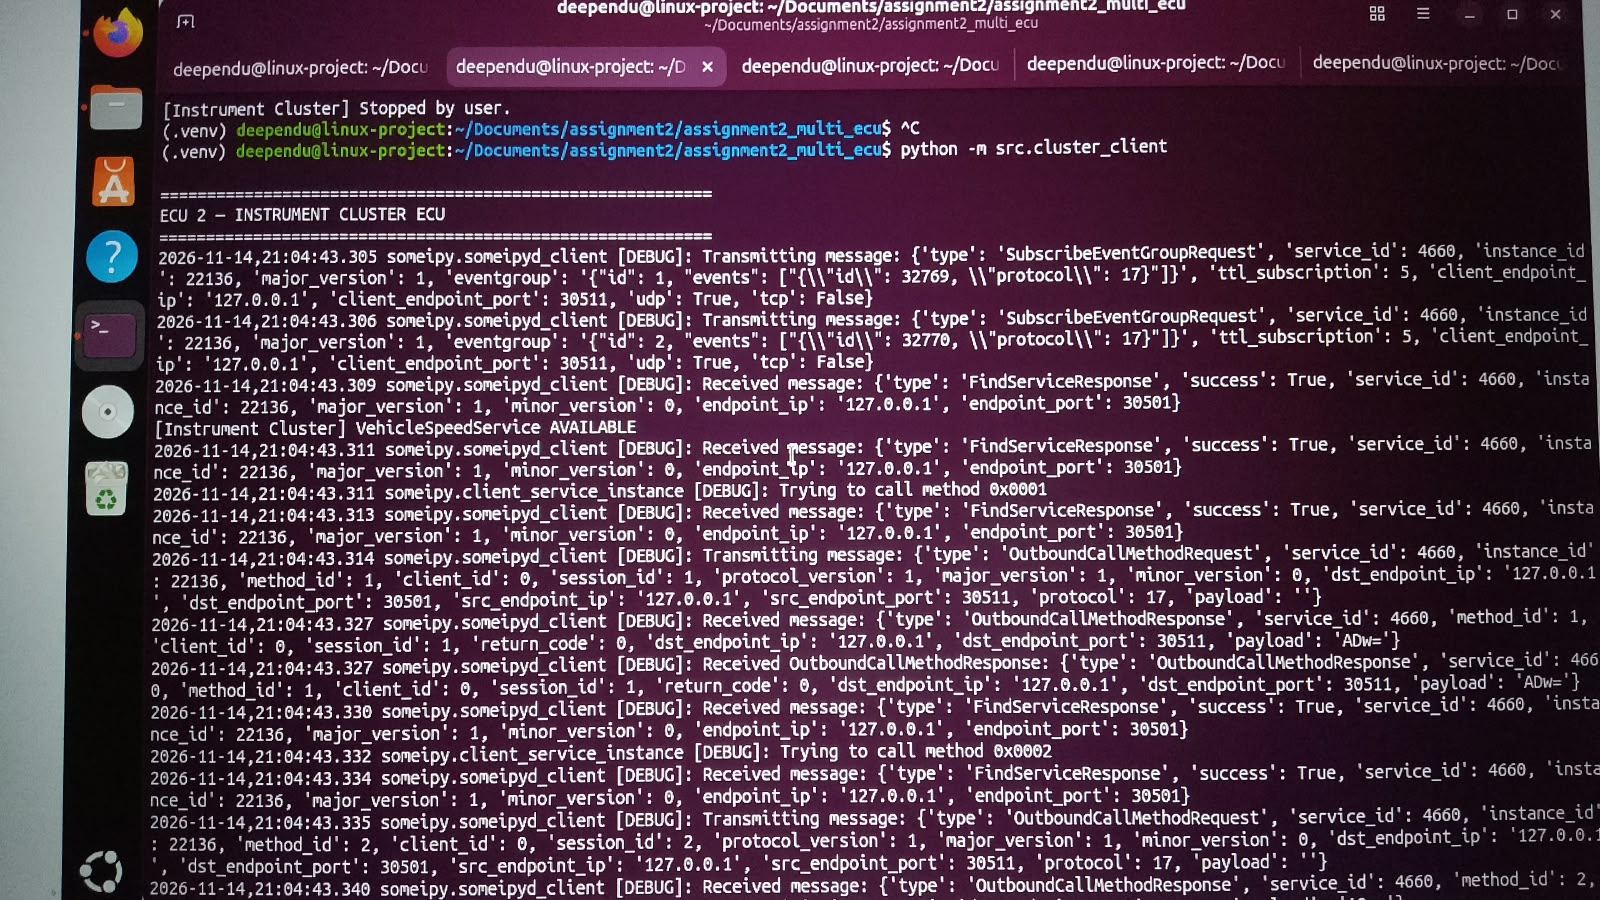 deependu@linux-project: ~/Documents/assignment2/assignment2_multi_ecu
~/Documents/assignment2/assignment2_multi_ecu
deependu@linux-project: ~/Docu
deependu@linux-project: ~/D
deependu@linux-project: ~/Docu
deependu@linux-project: ~/Docu
deependu@linux-project: ~/Docu
[Instrument Cluster] Stopped by user.
(.venv) deependu@linux-project:~/Documents/assignment2/assignment2_multi_ecu$ ^C
(.venv) deependu@linux-project:~/Documents/assignment2/assignment2_multi_ecu$ python -m src.cluster_client
===========================================================
ECU 2 – INSTRUMENT CLUSTER ECU
===========================================================
2026-11-14,21:04:43.305 someipy.someipyd_client [DEBUG]: Transmitting message: {'type': 'SubscribeEventGroupRequest', 'service_id': 4660, 'instance_id
': 22136, 'major_version': 1, 'eventgroup': '{"id": 1, "events": ["{\\"id\\": 32769, \\"protocol\\": 17}"]}', 'ttl_subscription': 5, 'client_endpoint_
ip': '127.0.0.1', 'client_endpoint_port': 30511, 'udp': True, 'tcp': False}
2026-11-14,21:04:43.306 someipy.someipyd_client [DEBUG]: Transmitting message: {'type': 'SubscribeEventGroupRequest', 'service_id': 4660, 'instance_id
': 22136, 'major_version': 1, 'eventgroup': '{"id": 2, "events": ["{\\"id\\": 32770, \\"protocol\\": 17}"]}', 'ttl_subscription': 5, 'client_endpoint_
ip': '127.0.0.1', 'client_endpoint_port': 30511, 'udp': True, 'tcp': False}
2026-11-14,21:04:43.309 someipy.someipyd_client [DEBUG]: Received message: {'type': 'FindServiceResponse', 'success': True, 'service_id': 4660, 'insta
nce_id': 22136, 'major_version': 1, 'minor_version': 0, 'endpoint_ip': '127.0.0.1', 'endpoint_port': 30501}
[Instrument Cluster] VehicleSpeedService AVAILABLE
2026-11-14,21:04:43.311 someipy.someipyd_client [DEBUG]: Received message: {'type': 'FindServiceResponse', 'success': True, 'service_id': 4660, 'insta
nce_id': 22136, 'major_version': 1, 'minor_version': 0, 'endpoint_ip': '127.0.0.1', 'endpoint_port': 30501}
2026-11-14,21:04:43.311 someipy.client_service_instance [DEBUG]: Trying to call method 0x0001
2026-11-14,21:04:43.313 someipy.someipyd_client [DEBUG]: Received message: {'type': 'FindServiceResponse', 'success': True, 'service_id': 4660, 'insta
nce_id': 22136, 'major_version': 1, 'minor_version': 0, 'endpoint_ip': '127.0.0.1', 'endpoint_port': 30501}
2026-11-14,21:04:43.314 someipy.someipyd_client [DEBUG]: Transmitting message: {'type': 'OutboundCallMethodRequest', 'service_id': 4660, 'instance_id'
: 22136, 'method_id': 1, 'client_id': 0, 'session_id': 1, 'protocol_version': 1, 'major_version': 1, 'minor_version': 0, 'dst_endpoint_ip': '127.0.0.1
', 'dst_endpoint_port': 30501, 'src_endpoint_ip': '127.0.0.1', 'src_endpoint_port': 30511, 'protocol': 17, 'payload': ''}
2026-11-14,21:04:43.327 someipy.someipyd_client [DEBUG]: Received message: {'type': 'OutboundCallMethodResponse', 'service_id': 4660, 'method_id': 1,
'client_id': 0, 'session_id': 1, 'return_code': 0, 'dst_endpoint_ip': '127.0.0.1', 'dst_endpoint_port': 30511, 'payload': 'ADw='}
2026-11-14,21:04:43.327 someipy.someipyd_client [DEBUG]: Received OutboundCallMethodResponse: {'type': 'OutboundCallMethodResponse', 'service_id': 466
0, 'method_id': 1, 'client_id': 0, 'session_id': 1, 'return_code': 0, 'dst_endpoint_ip': '127.0.0.1', 'dst_endpoint_port': 30511, 'payload': 'ADw='}
2026-11-14,21:04:43.330 someipy.someipyd_client [DEBUG]: Received message: {'type': 'FindServiceResponse', 'success': True, 'service_id': 4660, 'insta
nce_id': 22136, 'major_version': 1, 'minor_version': 0, 'endpoint_ip': '127.0.0.1', 'endpoint_port': 30501}
2026-11-14,21:04:43.332 someipy.client_service_instance [DEBUG]: Trying to call method 0x0002
2026-11-14,21:04:43.334 someipy.someipyd_client [DEBUG]: Received message: {'type': 'FindServiceResponse', 'success': True, 'service_id': 4660, 'insta
nce_id': 22136, 'major_version': 1, 'minor_version': 0, 'endpoint_ip': '127.0.0.1', 'endpoint_port': 30501}
2026-11-14,21:04:43.335 someipy.someipyd_client [DEBUG]: Transmitting message: {'type': 'OutboundCallMethodRequest', 'service_id': 4660, 'instance_id'
: 22136, 'method_id': 2, 'client_id': 0, 'session_id': 2, 'protocol_version': 1, 'major_version': 1, 'minor_version': 0, 'dst_endpoint_ip': '127.0.0.1
', 'dst_endpoint_port': 30501, 'src_endpoint_ip': '127.0.0.1', 'src_endpoint_port': 30511, 'protocol': 17, 'payload': ''}
2026-11-14,21:04:43.340 someipy.someipyd_client [DEBUG]: Received message: {'type': 'OutboundCallMethodResponse', 'service_id': 4660, 'method_id': 2,